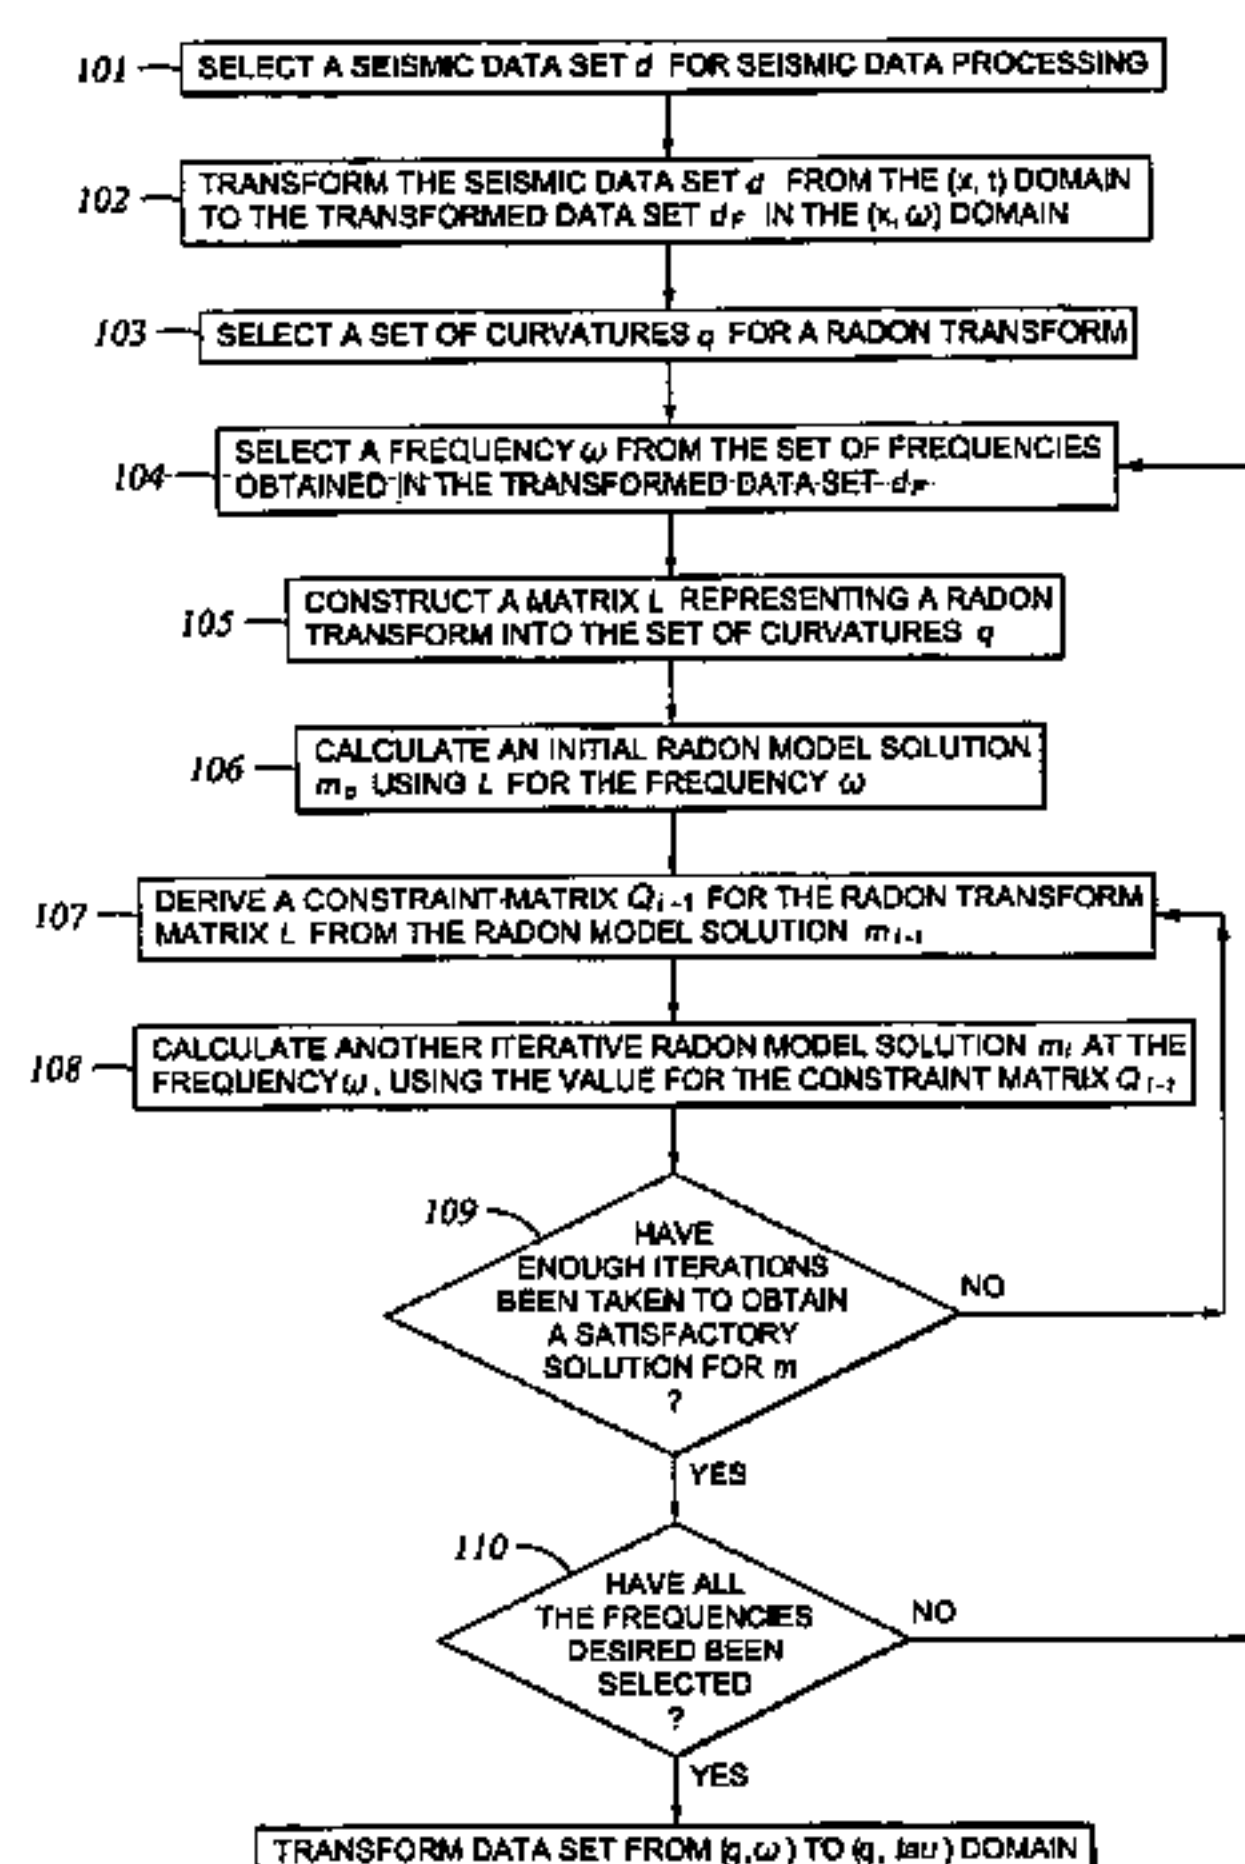 101 SELECT A SEISMIC DATA SET d FOR SEISMIC DATA PROCESSING
102 TRANSFORM THE SEISMIC DATA SET d FROM THE (x, t) DOMAIN
TO THE TRANSFORMED DATA SET d_F IN THE (x, ω) DOMAIN
103 SELECT A SET OF CURVATURES q FOR A RADON TRANSFORM
104 SELECT A FREQUENCY ω FROM THE SET OF FREQUENCIES
OBTAINED IN THE TRANSFORMED DATA SET d_F
105 CONSTRUCT A MATRIX L REPRESENTING A RADON
TRANSFORM INTO THE SET OF CURVATURES q
106 CALCULATE AN INITIAL RADON MODEL SOLUTION
m_0 USING L FOR THE FREQUENCY ω
107 DERIVE A CONSTRAINT MATRIX Q_i-1 FOR THE RADON TRANSFORM
MATRIX L FROM THE RADON MODEL SOLUTION m_i-1
108 CALCULATE ANOTHER ITERATIVE RADON MODEL SOLUTION m_i AT THE
FREQUENCY ω, USING THE VALUE FOR THE CONSTRAINT MATRIX Q_i-1
109
HAVE
ENOUGH ITERATIONS
BEEN TAKEN TO OBTAIN
A SATISFACTORY
SOLUTION FOR m
?
NO
YES
110
HAVE ALL
THE FREQUENCIES
DESIRED BEEN
SELECTED
?
NO
YES
TRANSFORM DATA SET FROM (q,ω) TO (q, tau) DOMAIN